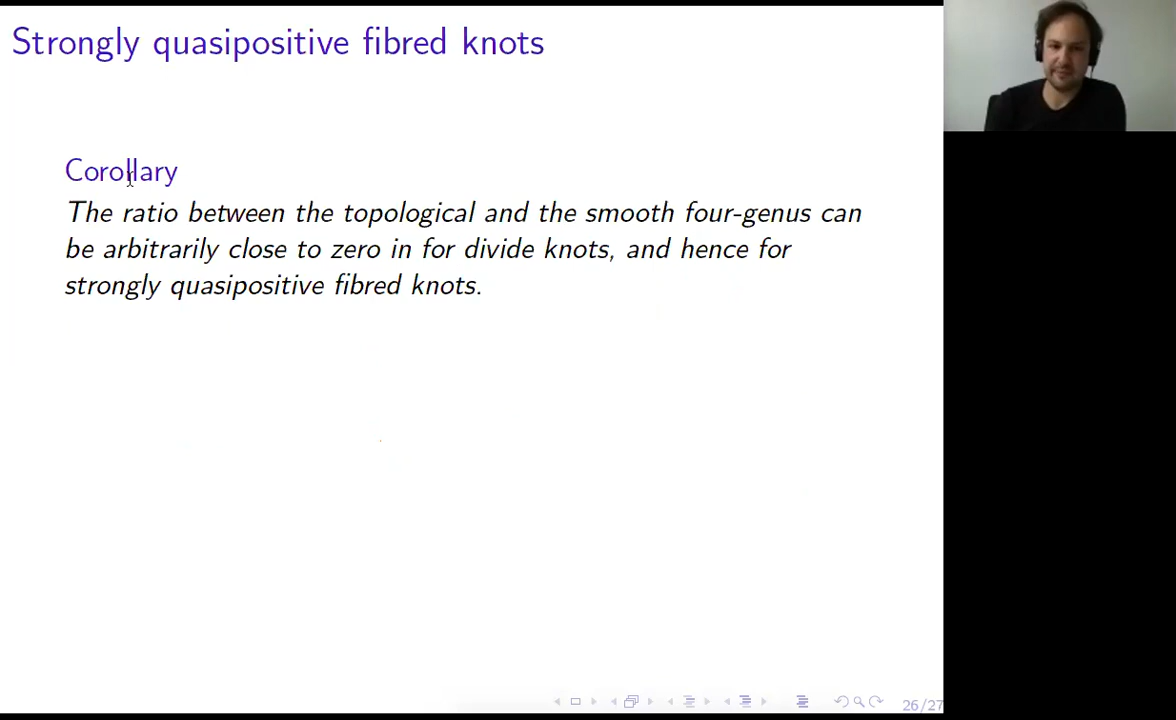 Strongly quasipositive fibred knots
Corollary
The ratio between the topological and the smooth four-genus can
be arbitrarily close to zero in for divide knots, and hence for
strongly quasipositive fibred knots.
26/27